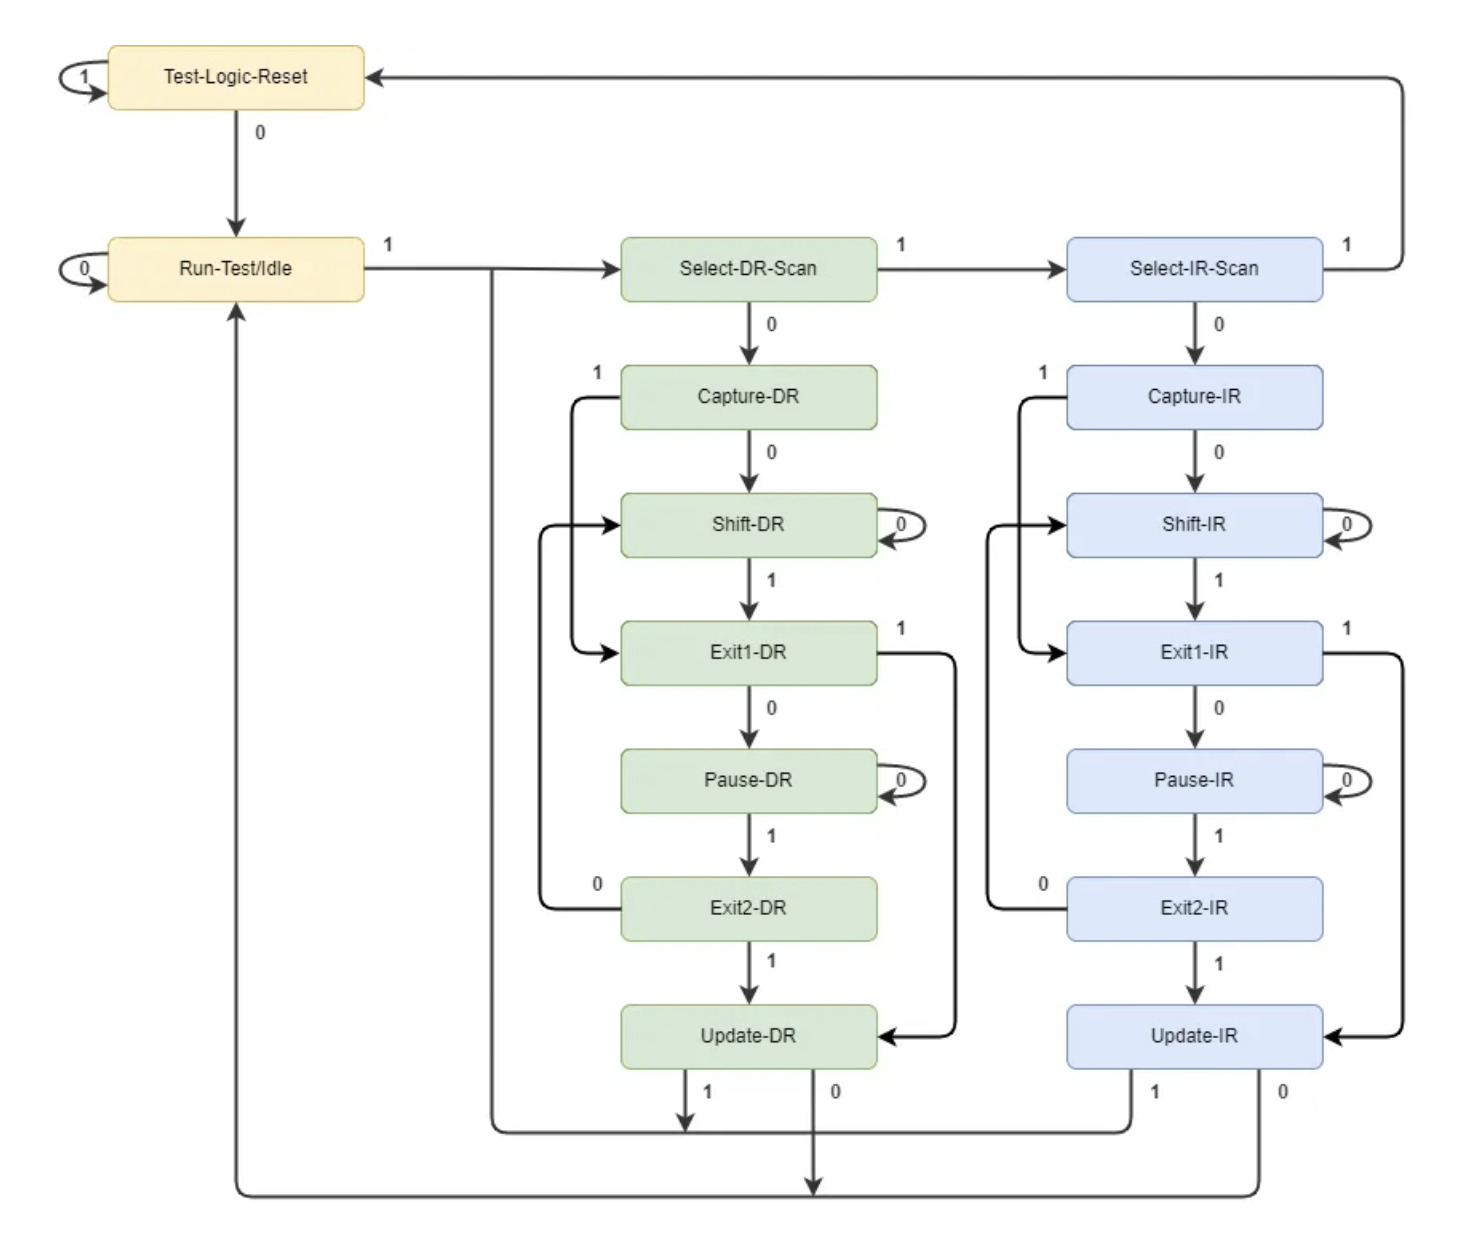 1
Test-Logic-Reset
0
1
1
1
0
Run-Test/Idle
Select-DR-Scan
Select-IR-Scan
0
0
1
1
Capture-DR
Capture-IR
0
0
Shift-DR
0
Shift-IR
0
1
1
1
1
Exit1-DR
Exit1-IR
0
0
Pause-DR
0
Pause-IR
0
1
1
0
0
Exit2-DR
Exit2-IR
1
1
Update-DR
Update-IR
1
0
1
0